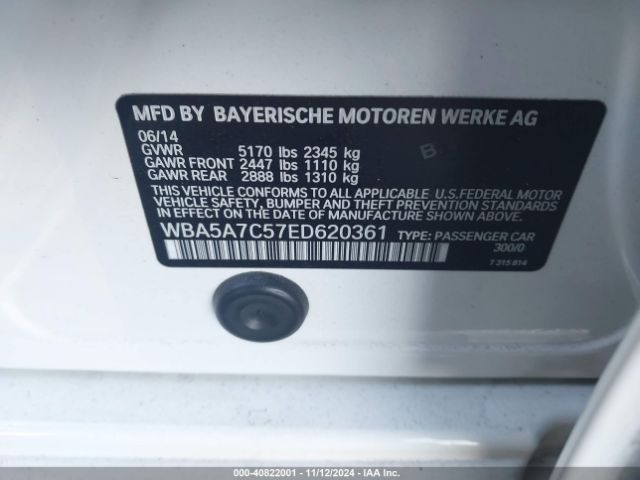 MFD BY BAYERISCHE MOTOREN WERKE AG
06/14
GVWR 5170 lbs 2345 kg
GAWR FRONT 2447 lbs 1110 kg
GAWR REAR 2888 lbs 1310 kg
B
THIS VEHICLE CONFORMS TO ALL APPLICABLE U.S.FEDERAL MOTOR
VEHICLE SAFETY, BUMPER AND THEFT PREVENTION STANDARDS
IN EFFECT ON THE DATE OF MANUFACTURE SHOWN ABOVE.
WBA5A7C57ED620361 TYPE: PASSENGER CAR
300/0
7 315 814
000-40822001 - 11/12/2024 - IAA Inc.